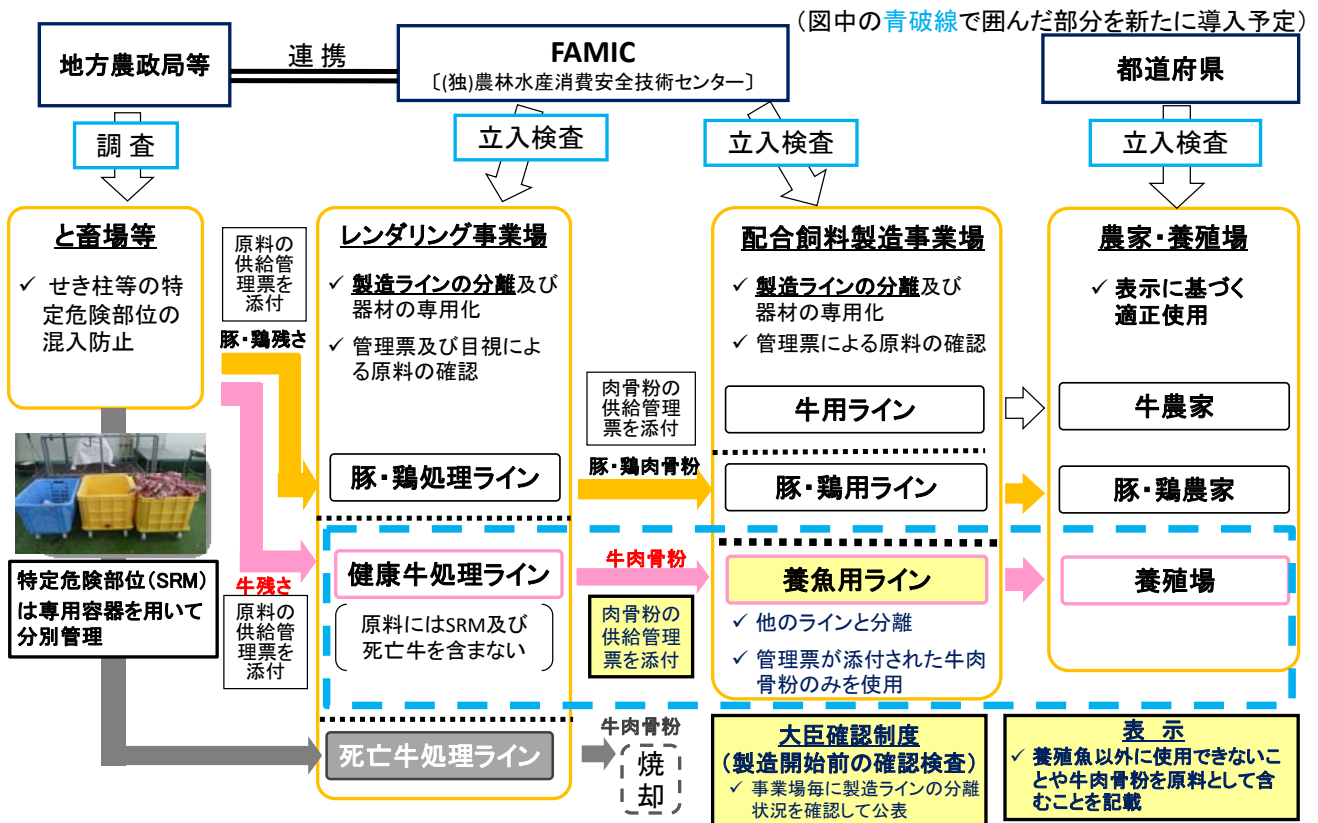 （図中の青破線で囲んだ部分を新たに導入予定）
地方農政局等
連 携
FAMIC
〔(独)農林水産消費安全技術センター〕
都道府県
調 査
立入検査
立入検査
立入検査
と畜場等
✓ せき柱等の特
定危険部位の
混入防止
原料の
供給管
理票を
添付
豚・鶏残さ
レンダリング事業場
✓ 製造ラインの分離及び
器材の専用化
✓ 管理票及び目視によ
る原料の確認
肉骨粉の
供給管理
票を添付
豚・鶏肉骨粉
配合飼料製造事業場
✓ 製造ラインの分離及び
器材の専用化
✓ 管理票による原料の確認
農家・養殖場
✓ 表示に基づく
適正使用
牛用ライン
牛農家
豚・鶏処理ライン
豚・鶏用ライン
豚・鶏農家
特定危険部位(SRM)
は専用容器を用いて
分別管理
牛残さ
原料の
供給管
理票を
添付
健康牛処理ライン
原料にはSRM及び
死亡牛を含まない
牛肉骨粉
肉骨粉の
供給管理
票を添付
養魚用ライン
✓ 他のラインと分離
✓ 管理票が添付された牛肉
骨粉のみを使用
養殖場
死亡牛処理ライン
牛肉骨粉
焼
却
大臣確認制度
(製造開始前の確認検査)
✓ 事業場毎に製造ラインの分離
状況を確認して公表
表 示
✓ 養殖魚以外に使用できないこ
とや牛肉骨粉を原料として含
むことを記載